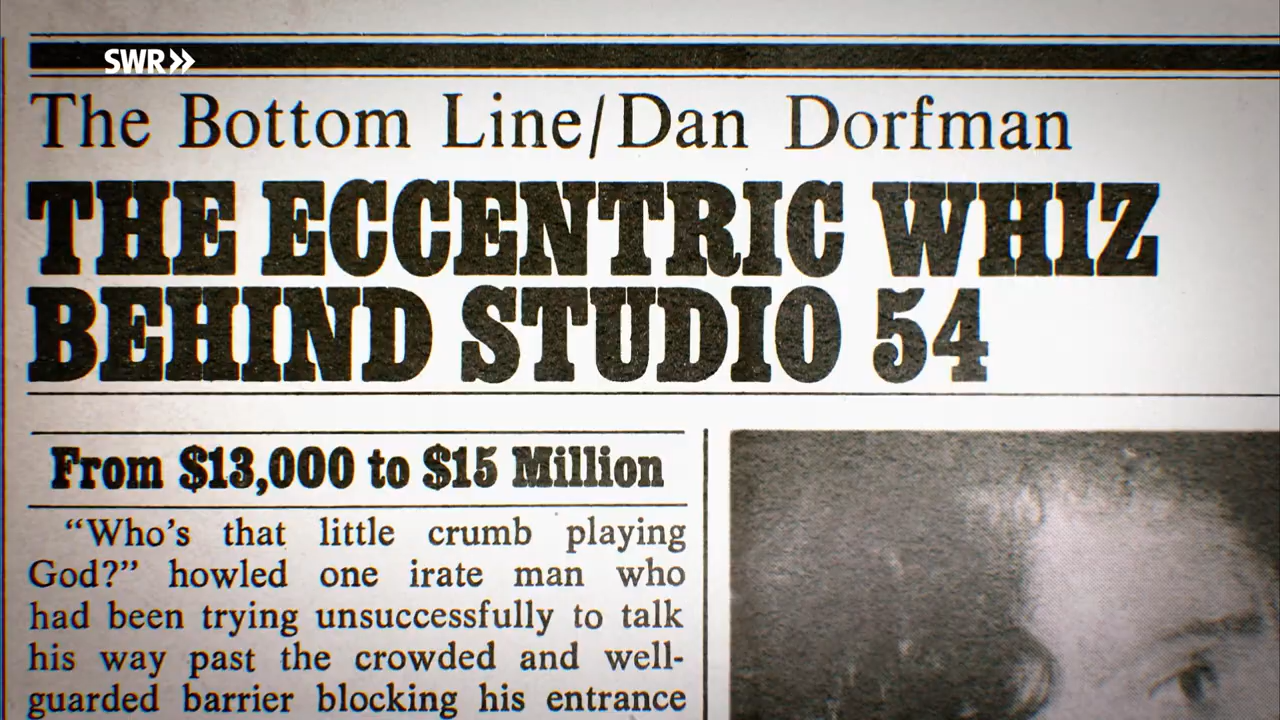 SWR
The Bottom Line/Dan Dorfman
THE ECCENTRIC WHIZ
BEHIND STUDIO 54
From $13,000 to $15 Million
“Who’s that little crumb playing
God?” howled one irate man who
had been trying unsuccessfully to talk
his way past the crowded and well-
guarded barrier blocking his entrance